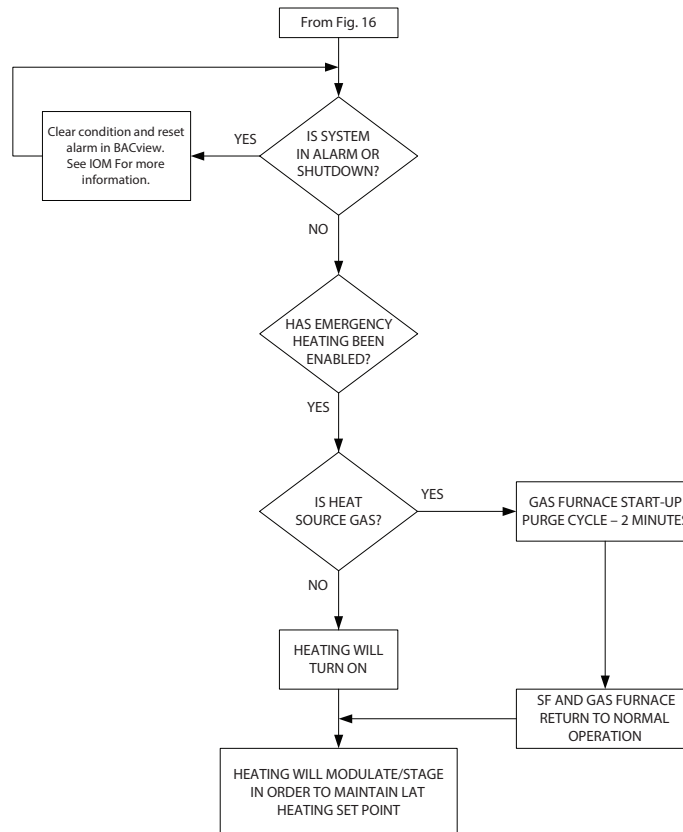 From Fig. 16
Clear condition and reset
alarm in BACview.
See IOM For more
information.
YES
IS SYSTEM
IN ALARM OR
SHUTDOWN?
NO
HAS EMERGENCY
HEATING BEEN
ENABLED?
YES
IS HEAT
SOURCE GAS?
YES
GAS FURNACE START-UP
PURGE CYCLE – 2 MINUTES
NO
HEATING WILL
TURN ON
SF AND GAS FURNACE
RETURN TO NORMAL
OPERATION
HEATING WILL MODULATE/STAGE
IN ORDER TO MAINTAIN LAT
HEATING SET POINT